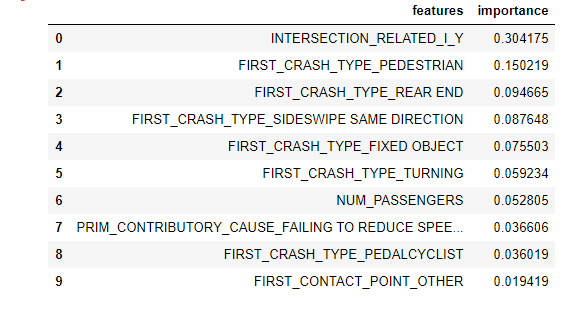 features importance
0 INTERSECTION_RELATED_I_Y 0.304175
1 FIRST_CRASH_TYPE_PEDESTRIAN 0.150219
2 FIRST_CRASH_TYPE_REAR END 0.094665
3 FIRST_CRASH_TYPE_SIDESWIPE SAME DIRECTION 0.087648
4 FIRST_CRASH_TYPE_FIXED OBJECT 0.075503
5 FIRST_CRASH_TYPE_TURNING 0.059234
6 NUM_PASSENGERS 0.052805
7 PRIM_CONTRIBUTORY_CAUSE_FAILING TO REDUCE SPEE... 0.036606
8 FIRST_CRASH_TYPE_PEDALCYCLIST 0.036019
9 FIRST_CONTACT_POINT_OTHER 0.019419